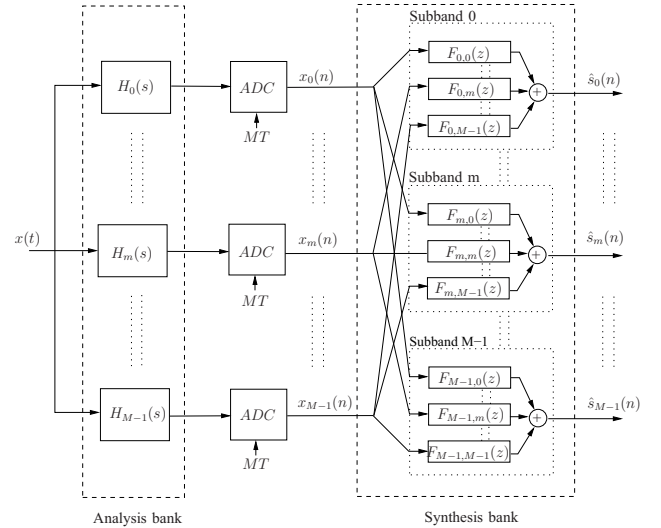 Subband 0
F_{0,0}(z)
H_0(s)
ADC
x_0(n)
F_{0,m}(z)
ŝ_0(n)
MT
F_{0,M−1}(z)
Subband m
F_{m,0}(z)
x(t)
H_m(s)
ADC
x_m(n)
F_{m,m}(z)
ŝ_m(n)
MT
F_{m,M−1}(z)
Subband M−1
F_{M−1,0}(z)
H_{M−1}(s)
ADC
x_{M−1}(n)
F_{M−1,m}(z)
ŝ_{M−1}(n)
MT
F_{M−1,M−1}(z)
Analysis bank
Synthesis bank